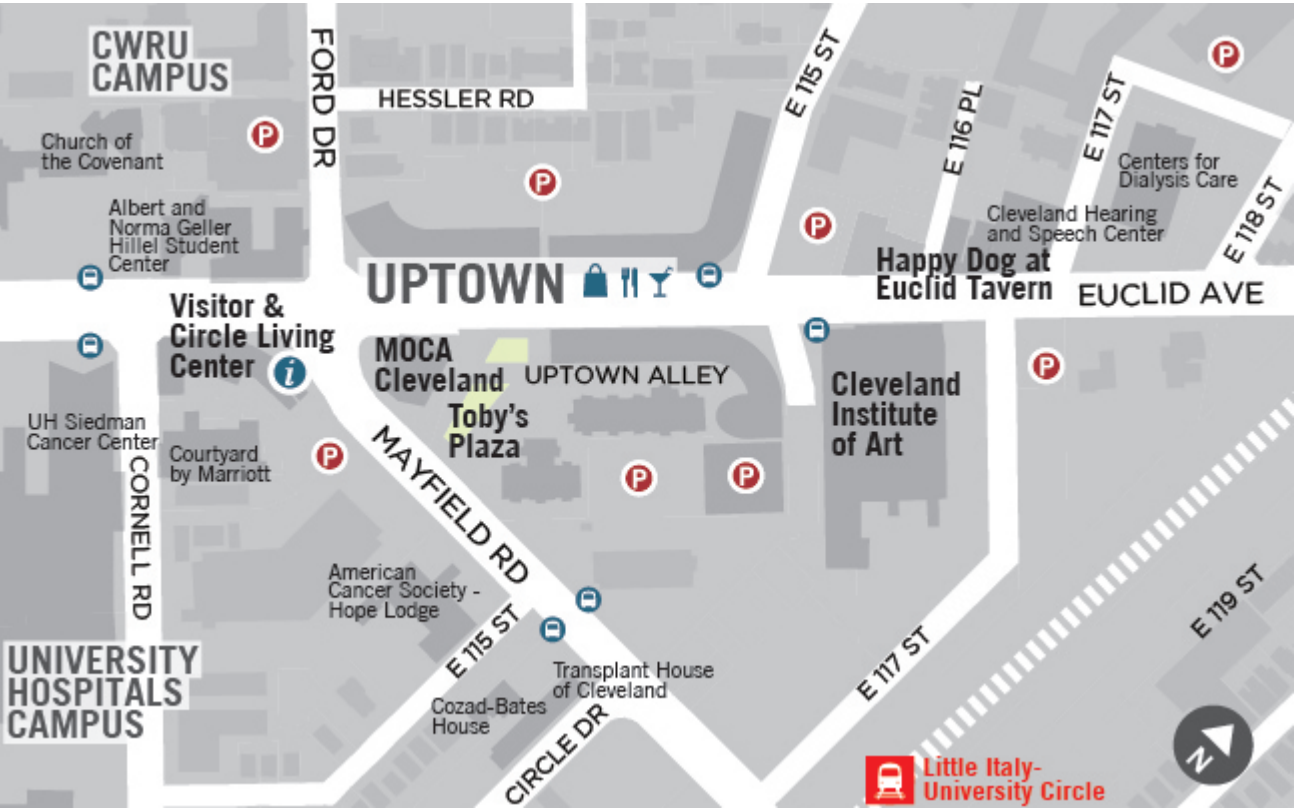 CWRU
CAMPUS
FORD DR
HESSLER RD
E 115 ST
E 116 PL
E 117 ST
P
P
P
P
Church of
the Covenant
Centers for
Dialysis Care
Albert and
Norma Geller
Hillel Student
Center
Cleveland Hearing
and Speech Center
E 118 ST
UPTOWN
Happy Dog at
Euclid Tavern
EUCLID AVE
Visitor &
Circle Living
Center
i
MOCA
Cleveland
UPTOWN ALLEY
Toby's
Plaza
Cleveland
Institute
of Art
P
UH Siedman
Cancer Center
Courtyard
by Marriott
P
P
P
CORNELL RD
MAYFIELD RD
American
Cancer Society -
Hope Lodge
E 115 ST
E 119 ST
E 117 ST
UNIVERSITY
HOSPITALS
CAMPUS
Transplant House
of Cleveland
Cozad-Bates
House
CIRCLE DR
N
Little Italy-
University Circle